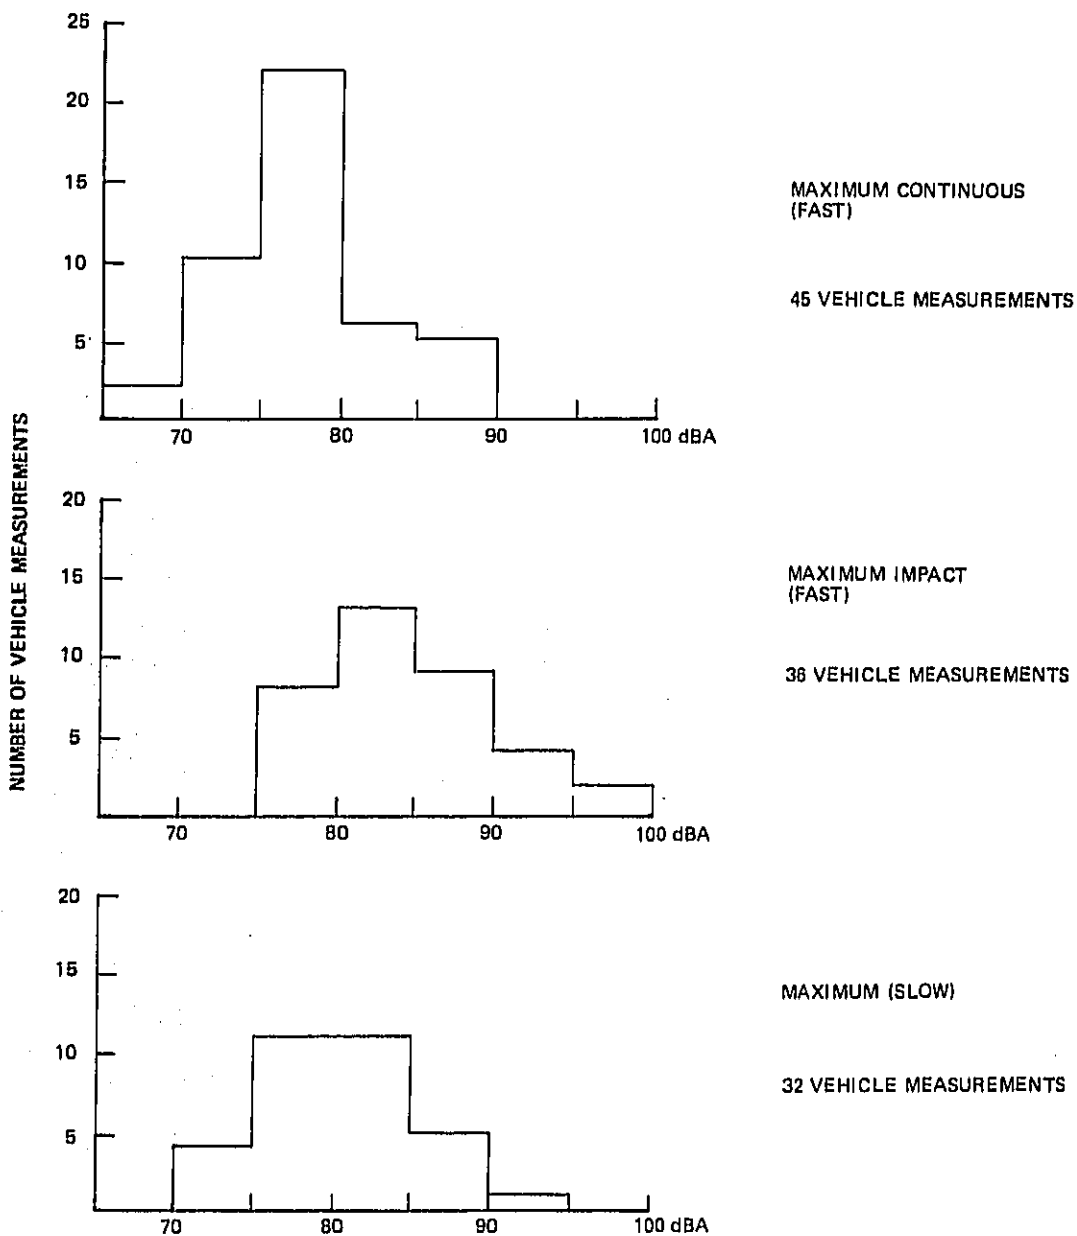 NUMBER OF VEHICLE MEASUREMENTS
25
20
15
10
5
70 80 90 100 dBA
MAXIMUM CONTINUOUS
(FAST)
45 VEHICLE MEASUREMENTS
20
15
10
5
70 80 90 100 dBA
MAXIMUM IMPACT
(FAST)
36 VEHICLE MEASUREMENTS
20
15
10
5
70 80 90 100 dBA
MAXIMUM (SLOW)
32 VEHICLE MEASUREMENTS